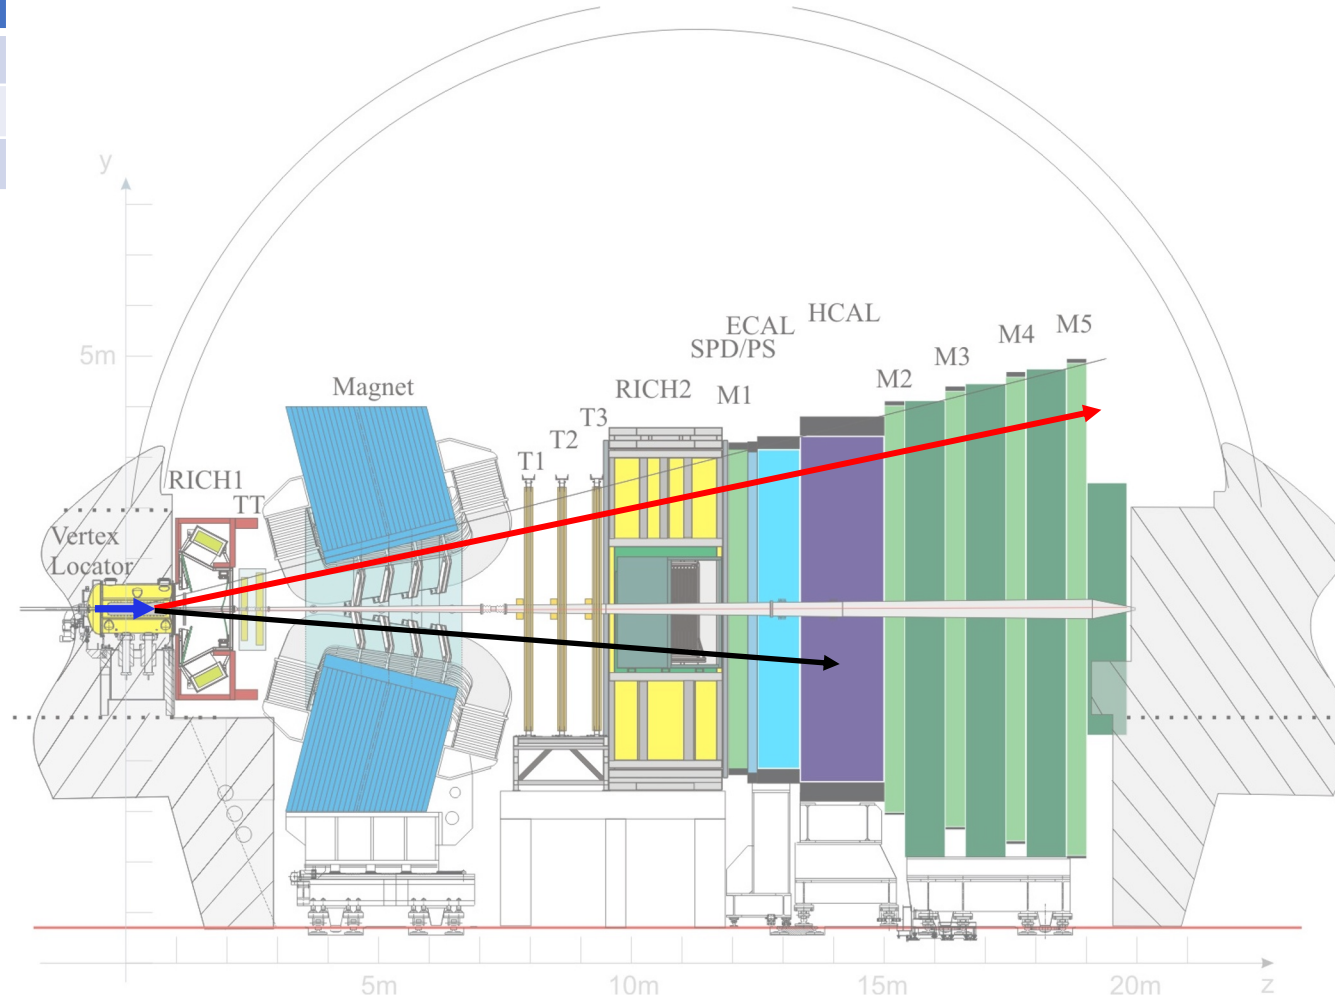 y
5m
Vertex
Locator
RICH1
TT
Magnet
T1
T2
T3
RICH2
M1
SPD/PS
ECAL
HCAL
M2
M3
M4
M5
5m
10m
15m
20m
z